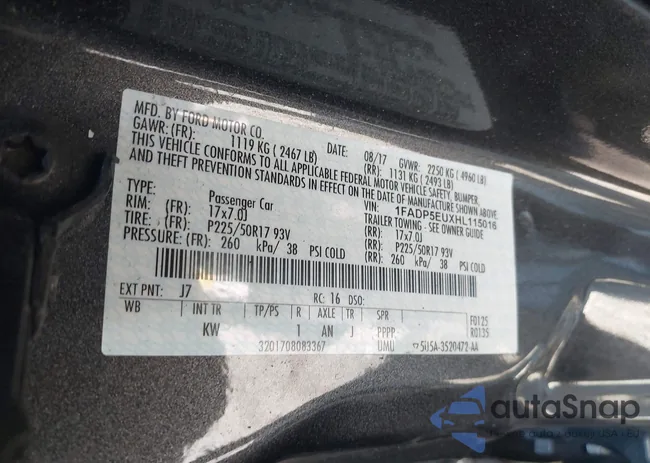 MFD. BY FORD MOTOR CO.
DATE: 08/17 GVWR: 2250 KG ( 4960 LB)
GAWR: (FR): 1119 KG ( 2467 LB) (RR): 1131 KG ( 2493 LB)
THIS VEHICLE CONFORMS TO ALL APPLICABLE FEDERAL MOTOR VEHICLE SAFETY, BUMPER,
AND THEFT PREVENTION STANDARDS IN EFFECT ON THE DATE OF MANUFACTURE SHOWN ABOVE.
VIN: 1FADP5EUXHL115016
TYPE: Passenger Car TRAILER TOWING - SEE OWNER GUIDE
RIM: (FR): 17x7.0J (RR): 17x7.0J
TIRE: (FR): P225/50R17 93V (RR): P225/50R17 93V
PRESSURE: (FR): 260 kPa/ 38 PSI COLD (RR): 260 kPa/ 38 PSI COLD
EXT PNT: J7 RC: 16 DSO:
WB INT TR TP/PS R AXLE TR SPR F0125
KW 1 AN J PPPP R0135
3201708083367 UMU 5U5A-3520472-AA
autoSnap